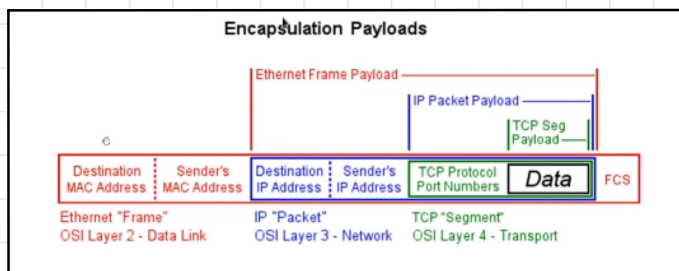 Encapsulation Payloads
Ethernet Frame Payload
IP Packet Payload
TCP Seg
Payload
Destination
MAC Address
Sender's
MAC Address
Destination
IP Address
Sender's
IP Address
TCP Protocol
Port Numbers
Data
FCS
Ethernet "Frame"
OSI Layer 2 - Data Link
IP "Packet"
OSI Layer 3 - Network
TCP "Segment"
OSI Layer 4 - Transport